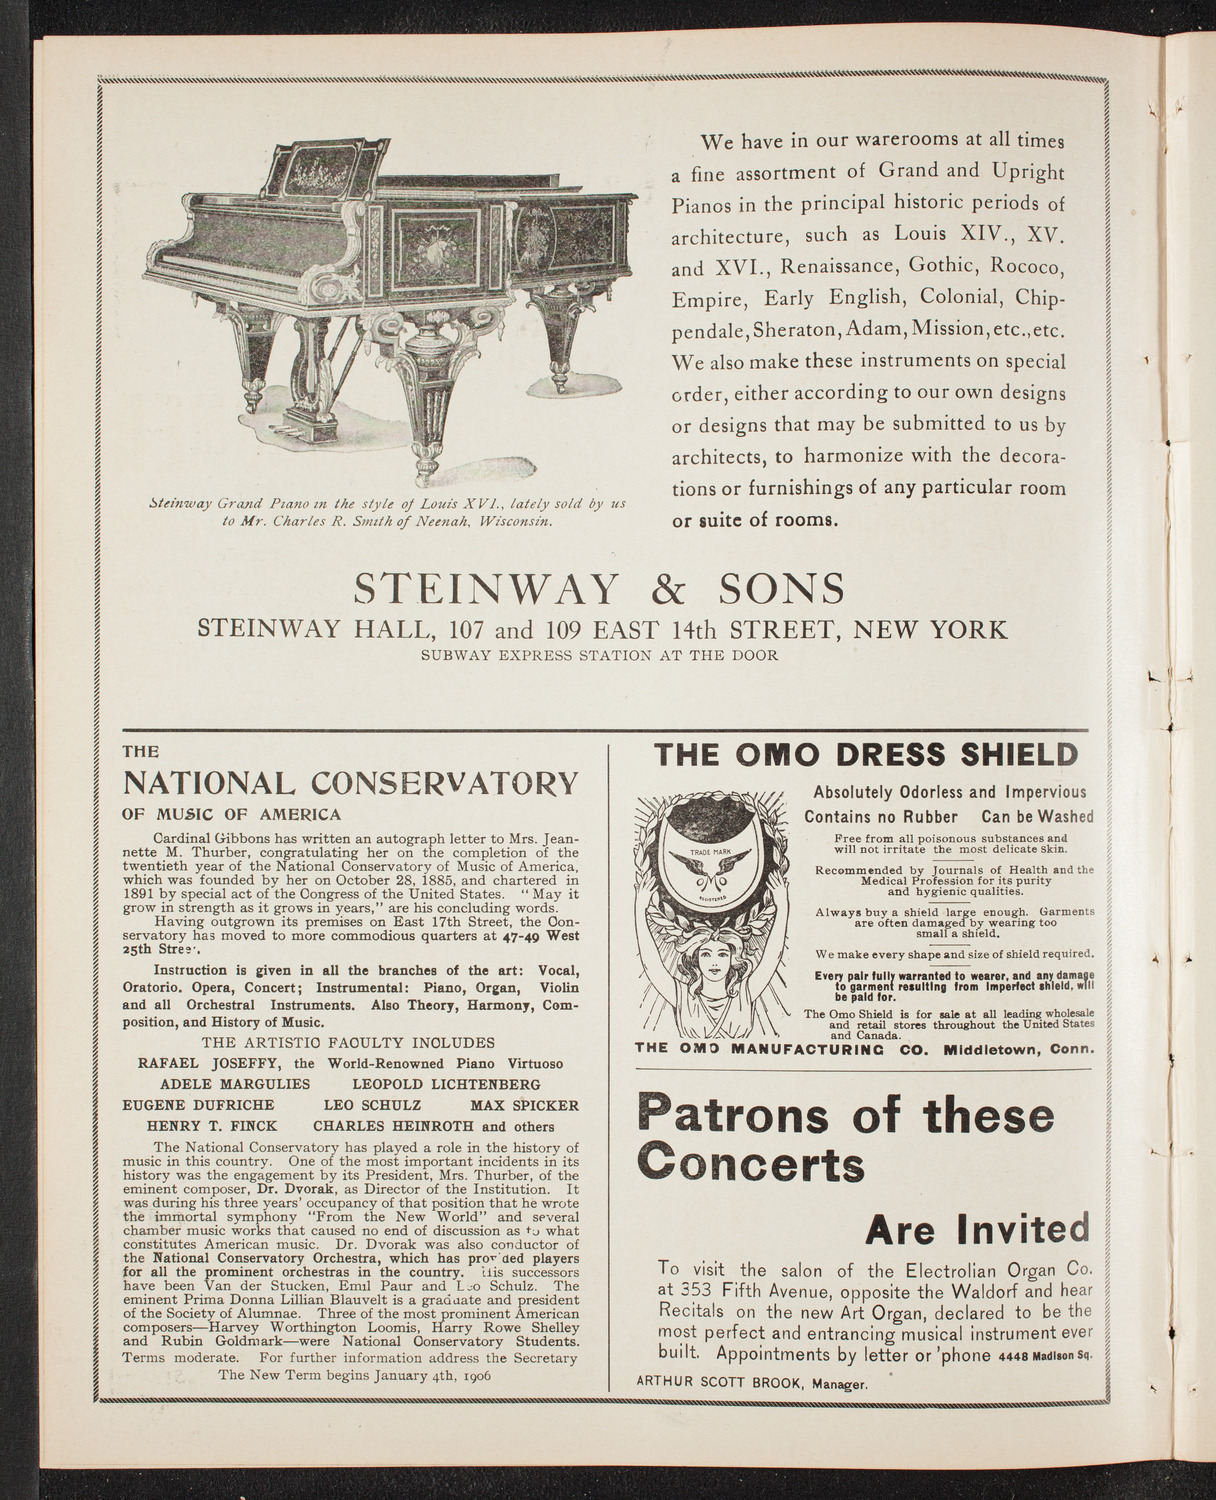 We have in our warerooms at all times
a fine assortment of Grand and Upright
Pianos in the principal historic periods of
architecture, such as Louis XIV., XV.
and XVI., Renaissance, Gothic, Rococo,
Empire, Early English, Colonial, Chip-
pendale, Sheraton, Adam, Mission, etc., etc.
We also make these instruments on special
order, either according to our own designs
or designs that may be submitted to us by
architects, to harmonize with the decora-
tions or furnishings of any particular room
or suite of rooms.
Steinway Grand Piano in the style of Louis XVI., lately sold by us
to Mr. Charles R. Smith of Neenah, Wisconsin.
STEINWAY & SONS
STEINWAY HALL, 107 and 109 EAST 14th STREET, NEW YORK
SUBWAY EXPRESS STATION AT THE DOOR
THE
NATIONAL CONSERVATORY
OF MUSIC OF AMERICA
Cardinal Gibbons has written an autograph letter to Mrs. Jean-
nette M. Thurber, congratulating her on the completion of the
twentieth year of the National Conservatory of Music of America,
which was founded by her on October 28, 1885, and chartered in
1891 by special act of the Congress of the United States. "May it
grow in strength as it grows in years," are his concluding words.
Having outgrown its premises on East 17th Street, the Con-
servatory has moved to more commodious quarters at 47-49 West
25th Street.
Instruction is given in all the branches of the art: Vocal,
Oratorio. Opera, Concert; Instrumental: Piano, Organ, Violin
and all Orchestral Instruments. Also Theory, Harmony, Com-
position, and History of Music.
THE ARTISTIC FACULTY INCLUDES
RAFAEL JOSEFFY, the World-Renowned Piano Virtuoso
ADELE MARGULIES LEOPOLD LICHTENBERG
EUGENE DUFRICHE LEO SCHULZ MAX SPICKER
HENRY T. FINCK CHARLES HEINROTH and others
The National Conservatory has played a role in the history of
music in this country. One of the most important incidents in its
history was the engagement by its President, Mrs. Thurber, of the
eminent composer, Dr. Dvorak, as Director of the Institution. It
was during his three years' occupancy of that position that he wrote
the immortal symphony "From the New World" and several
chamber music works that caused no end of discussion as to what
constitutes American music. Dr. Dvorak was also conductor of
the National Conservatory Orchestra, which has provided players
for all the prominent orchestras in the country. His successors
have been Van der Stucken, Emil Paur and Leo Schulz. The
eminent Prima Donna Lillian Blauvelt is a graduate and president
of the Society of Alumnae. Three of the most prominent American
composers—Harvey Worthington Loomis, Harry Rowe Shelley
and Rubin Goldmark—were National Conservatory Students.
Terms moderate. For further information address the Secretary
The New Term begins January 4th, 1906
THE OMO DRESS SHIELD
TRADE MARK
REGISTERED
Absolutely Odorless and Impervious
Contains no Rubber Can be Washed
Free from all poisonous substances and
will not irritate the most delicate skin.
Recommended by Journals of Health and the
Medical Profession for its purity
and hygienic qualities.
Always buy a shield large enough. Garments
are often damaged by wearing too
small a shield.
We make every shape and size of shield required.
Every pair fully warranted to wearer, and any damage
to garment resulting from imperfect shield, will
be paid for.
The Omo Shield is for sale at all leading wholesale
and retail stores throughout the United States
and Canada.
THE OMO MANUFACTURING CO. Middletown, Conn.
Patrons of these
Concerts
Are Invited
To visit the salon of the Electrolian Organ Co.
at 353 Fifth Avenue, opposite the Waldorf and hear
Recitals on the new Art Organ, declared to be the
most perfect and entrancing musical instrument ever
built. Appointments by letter or 'phone 4448 Madison Sq.
ARTHUR SCOTT BROOK, Manager.